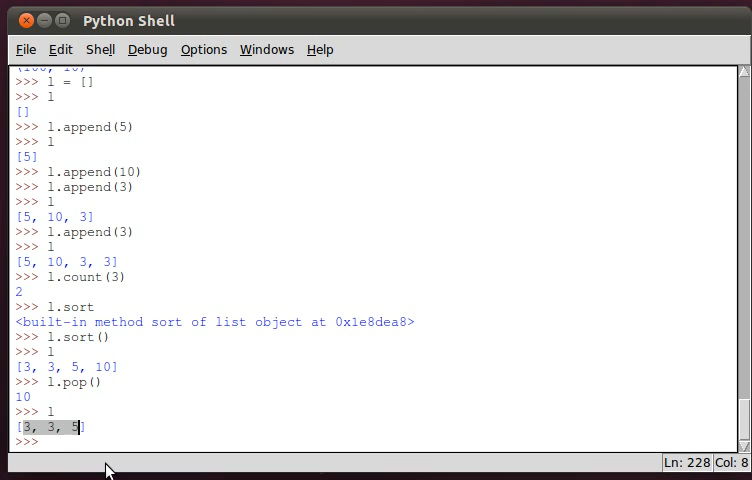 Python Shell
File Edit Shell Debug Options Windows Help
(100, 10)
>>> l = []
>>> l
[]
>>> l.append(5)
>>> l
[5]
>>> l.append(10)
>>> l.append(3)
>>> l
[5, 10, 3]
>>> l.append(3)
>>> l
[5, 10, 3, 3]
>>> l.count(3)
2
>>> l.sort
<built-in method sort of list object at 0x1e8dea8>
>>> l.sort()
>>> l
[3, 3, 5, 10]
>>> l.pop()
10
>>> l
[3, 3, 5]
>>>
Ln: 228 Col: 8